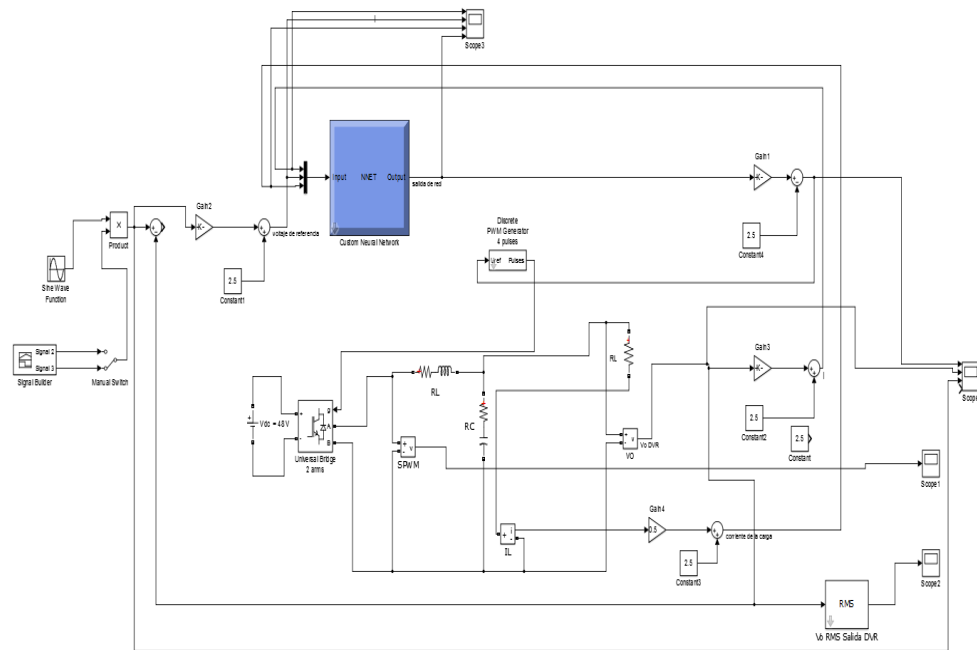 Scope3
Gain1
-K-
Input
NNET
Output
salida de red
Custom Neural Network
Gain2
-K-
voltaje de referencia
Product
X
Sine Wave
Function
2.5
Constant1
Discrete
PWM Generator
4 pulses
Uref
Pulses
2.5
Constant4
Signal 2
Signal 3
Signal Builder
Manual Switch
RL
RL
Gain3
-K-
Scope
Vdc = 48 V
g
A
B
Universal Bridge
2 arms
RC
SPWM
v
v
VO
Vo DVR
2.5
Constant2
2.5
Constant
Scope1
Gain4
0.5
i
IL
corriente de la carga
2.5
Constant3
Scope2
RMS
Vo RMS Salida DVR